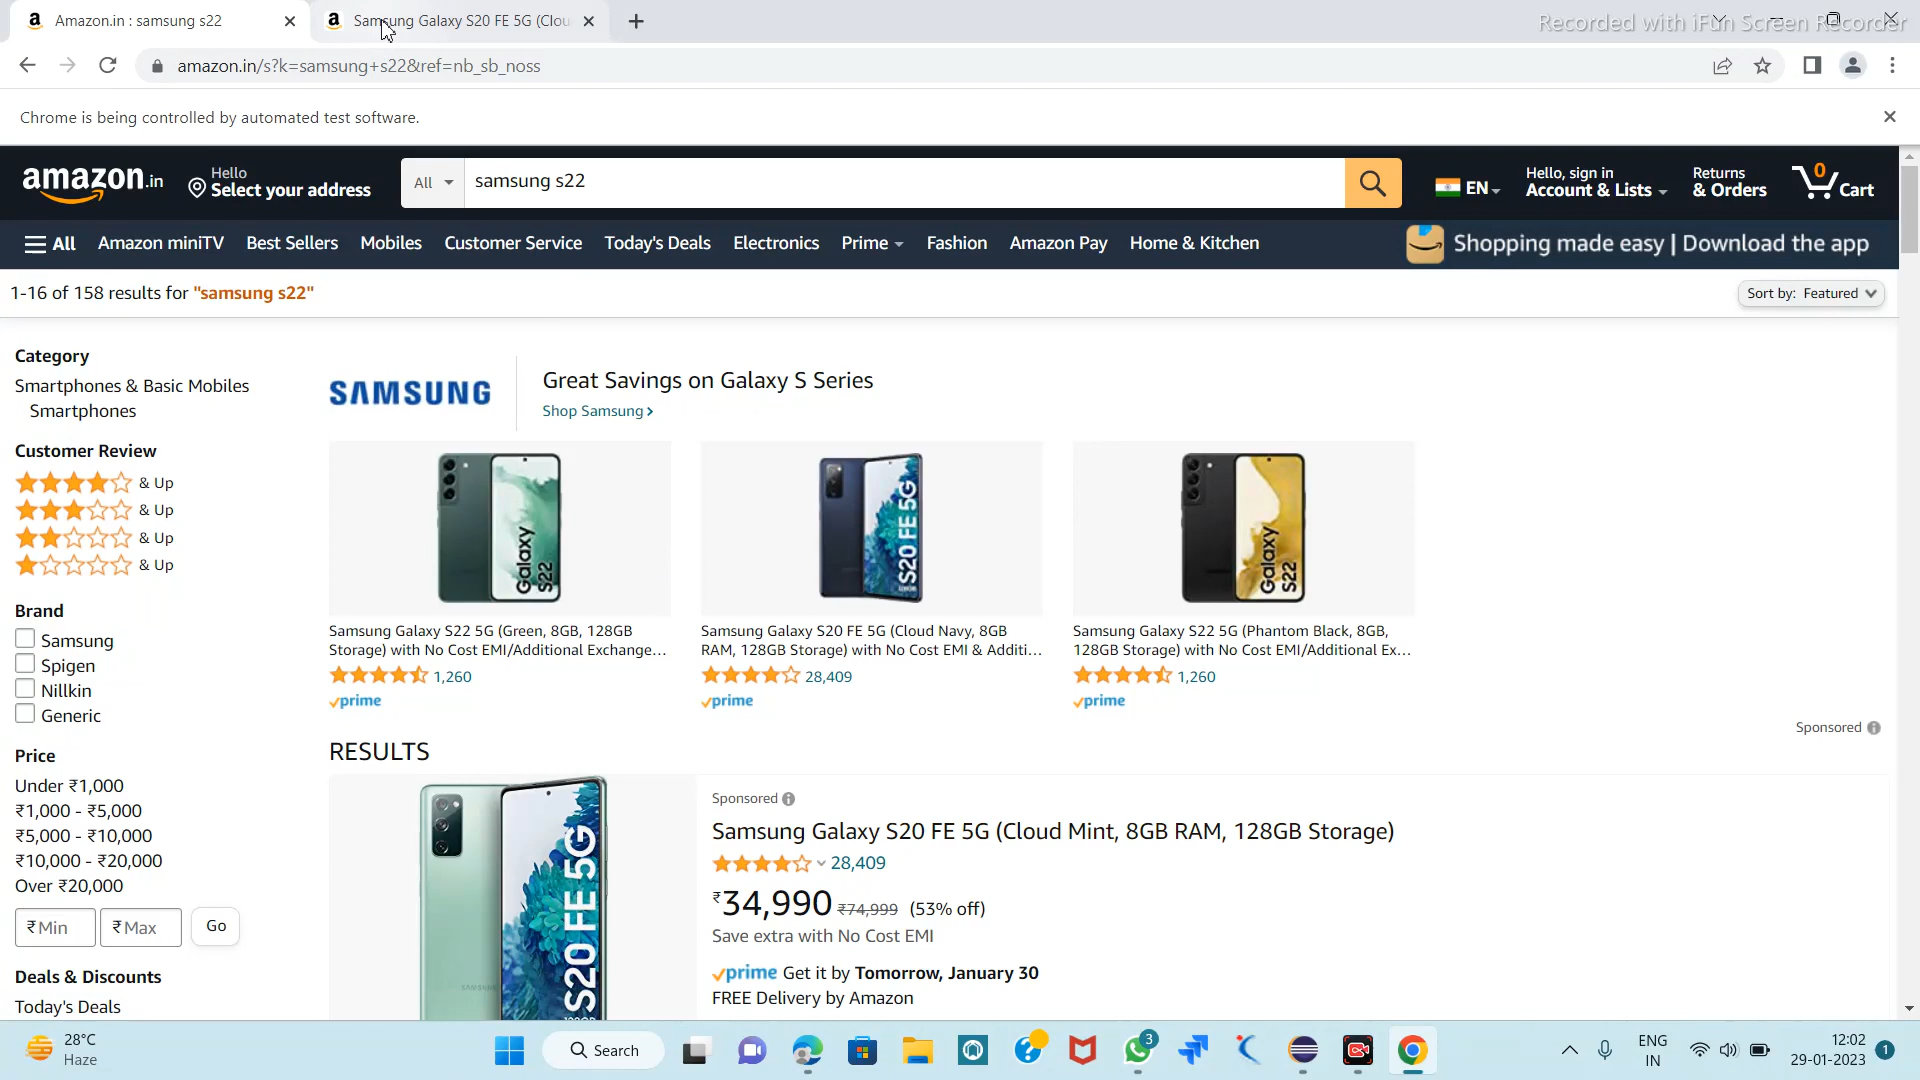 Amazon.in : samsung s22
Samsung Galaxy S20 FE 5G (Clou
Recorded with iFun Screen Recorder
amazon.in/s?k=samsung+s22&ref=nb_sb_noss
Chrome is being controlled by automated test software.
amazon.in
Hello
Select your address
All
samsung s22
EN
Hello, sign in
Account & Lists
Returns
& Orders
0
Cart
All
Amazon miniTV
Best Sellers
Mobiles
Customer Service
Today's Deals
Electronics
Prime
Fashion
Amazon Pay
Home & Kitchen
Shopping made easy | Download the app
1-16 of 158 results for "samsung s22"
Sort by: Featured
Category
Smartphones & Basic Mobiles
Smartphones
Customer Review
& Up
& Up
& Up
& Up
Brand
Samsung
Spigen
Nillkin
Generic
Price
Under ₹1,000
₹1,000 - ₹5,000
₹5,000 - ₹10,000
₹10,000 - ₹20,000
Over ₹20,000
₹ Min
₹ Max
Go
Deals & Discounts
Today's Deals
SAMSUNG
Great Savings on Galaxy S Series
Shop Samsung ›
Galaxy
S22
Samsung Galaxy S22 5G (Green, 8GB, 128GB
Storage) with No Cost EMI/Additional Exchange…
1,260
prime
S20 FE 5G
Samsung Galaxy S20 FE 5G (Cloud Navy, 8GB
RAM, 128GB Storage) with No Cost EMI & Additi…
28,409
prime
Galaxy
S22
Samsung Galaxy S22 5G (Phantom Black, 8GB,
128GB Storage) with No Cost EMI/Additional Ex…
1,260
prime
Sponsored
RESULTS
SAMSUNG
S20 FE 5G
Sponsored
Samsung Galaxy S20 FE 5G (Cloud Mint, 8GB RAM, 128GB Storage)
28,409
₹34,990 ₹74,999 (53% off)
Save extra with No Cost EMI
prime Get it by Tomorrow, January 30
FREE Delivery by Amazon
28°C
Haze
Search
3
ENG
IN
12:02
29-01-2023
1